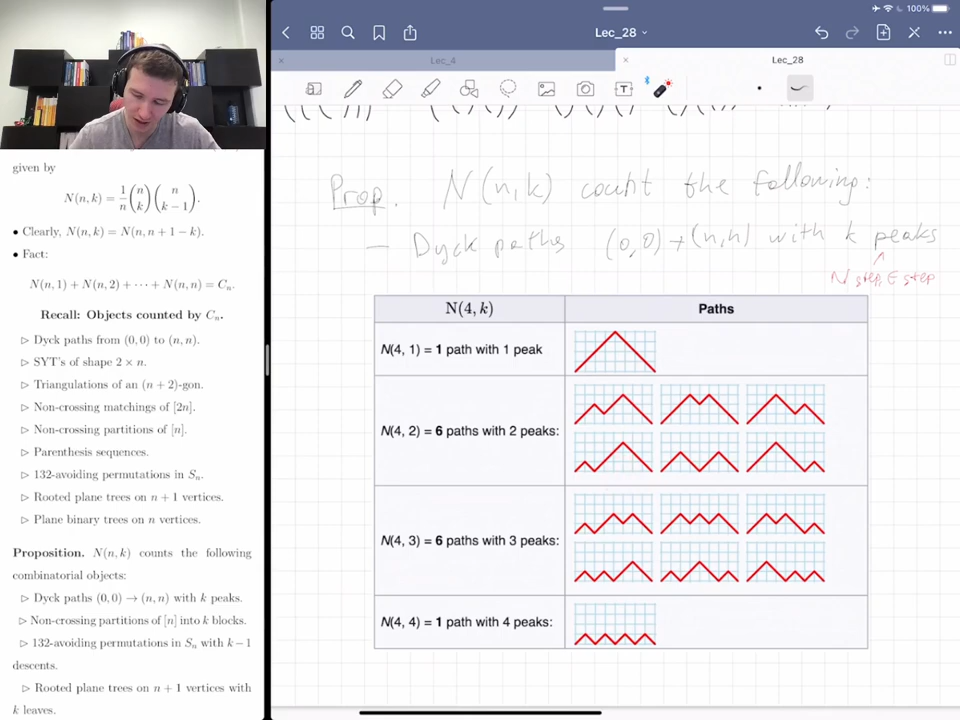 given by
N(n, k) = 1/n (n k) (n k − 1).
• Clearly, N(n, k) = N(n, n + 1 − k).
• Fact:
N(n, 1) + N(n, 2) + · · · + N(n, n) = Cₙ.
Recall: Objects counted by Cₙ.
▷ Dyck paths from (0, 0) to (n, n).
▷ SYT's of shape 2 × n.
▷ Triangulations of an (n + 2)-gon.
▷ Non-crossing matchings of [2n].
▷ Non-crossing partitions of [n].
▷ Parenthesis sequences.
▷ 132-avoiding permutations in Sₙ.
▷ Rooted plane trees on n + 1 vertices.
▷ Plane binary trees on n vertices.
Proposition. N(n, k) counts the following
combinatorial objects:
▷ Dyck paths (0, 0) → (n, n) with k peaks.
▷ Non-crossing partitions of [n] into k blocks.
▷ 132-avoiding permutations in Sₙ with k − 1
descents.
▷ Rooted plane trees on n + 1 vertices with
k leaves.
100%
Lec_28
Lec_4
Lec_28
Prop. N(n,k) count the following:
— Dyck paths (0,0)→(n,n) with k peaks
N step, E step
N(4, k) Paths
N(4, 1) = 1 path with 1 peak
N(4, 2) = 6 paths with 2 peaks:
N(4, 3) = 6 paths with 3 peaks:
N(4, 4) = 1 path with 4 peaks: